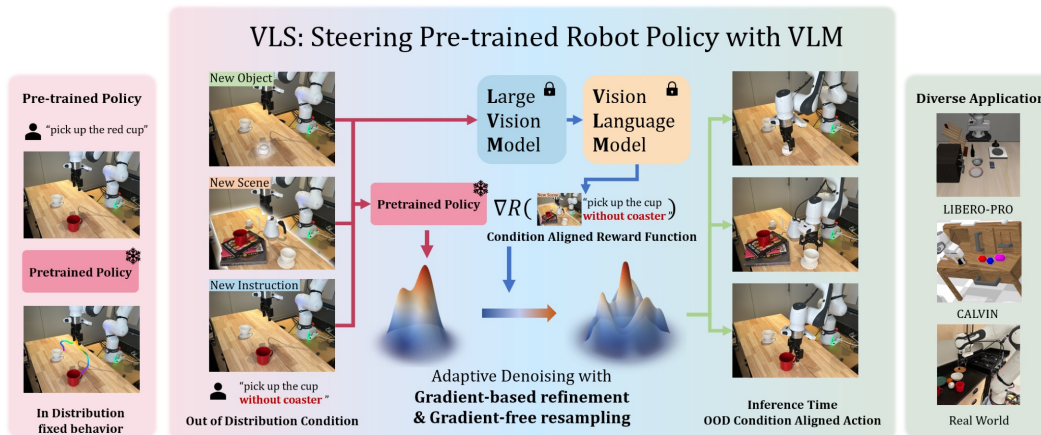 VLS: Steering Pre-trained Robot Policy with VLM
Pre-trained Policy
"pick up the red cup"
Pretrained Policy
In Distribution
fixed behavior
New Object
New Scene
New Instruction
"pick up the cup
without coaster"
Out of Distribution Condition
Large
Vision
Model
Vision
Language
Model
Pretrained Policy
∇R(
New Scene
"pick up the cup
without coaster"
)
Condition Aligned Reward Function
Adaptive Denoising with
Gradient-based refinement
& Gradient-free resampling
Inference Time
OOD Condition Aligned Action
Diverse Application
LIBERO-PRO
CALVIN
Real World